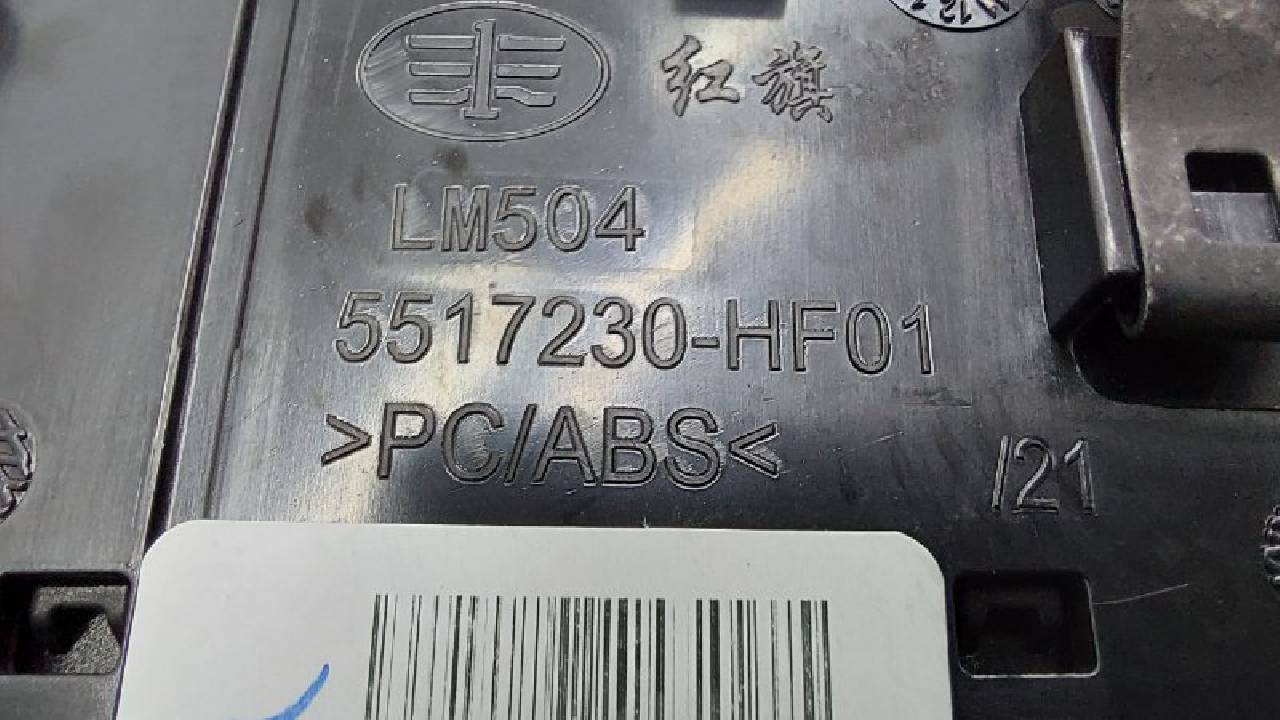 红旗
LM504
5517230-HF01
>PC/ABS<
/21